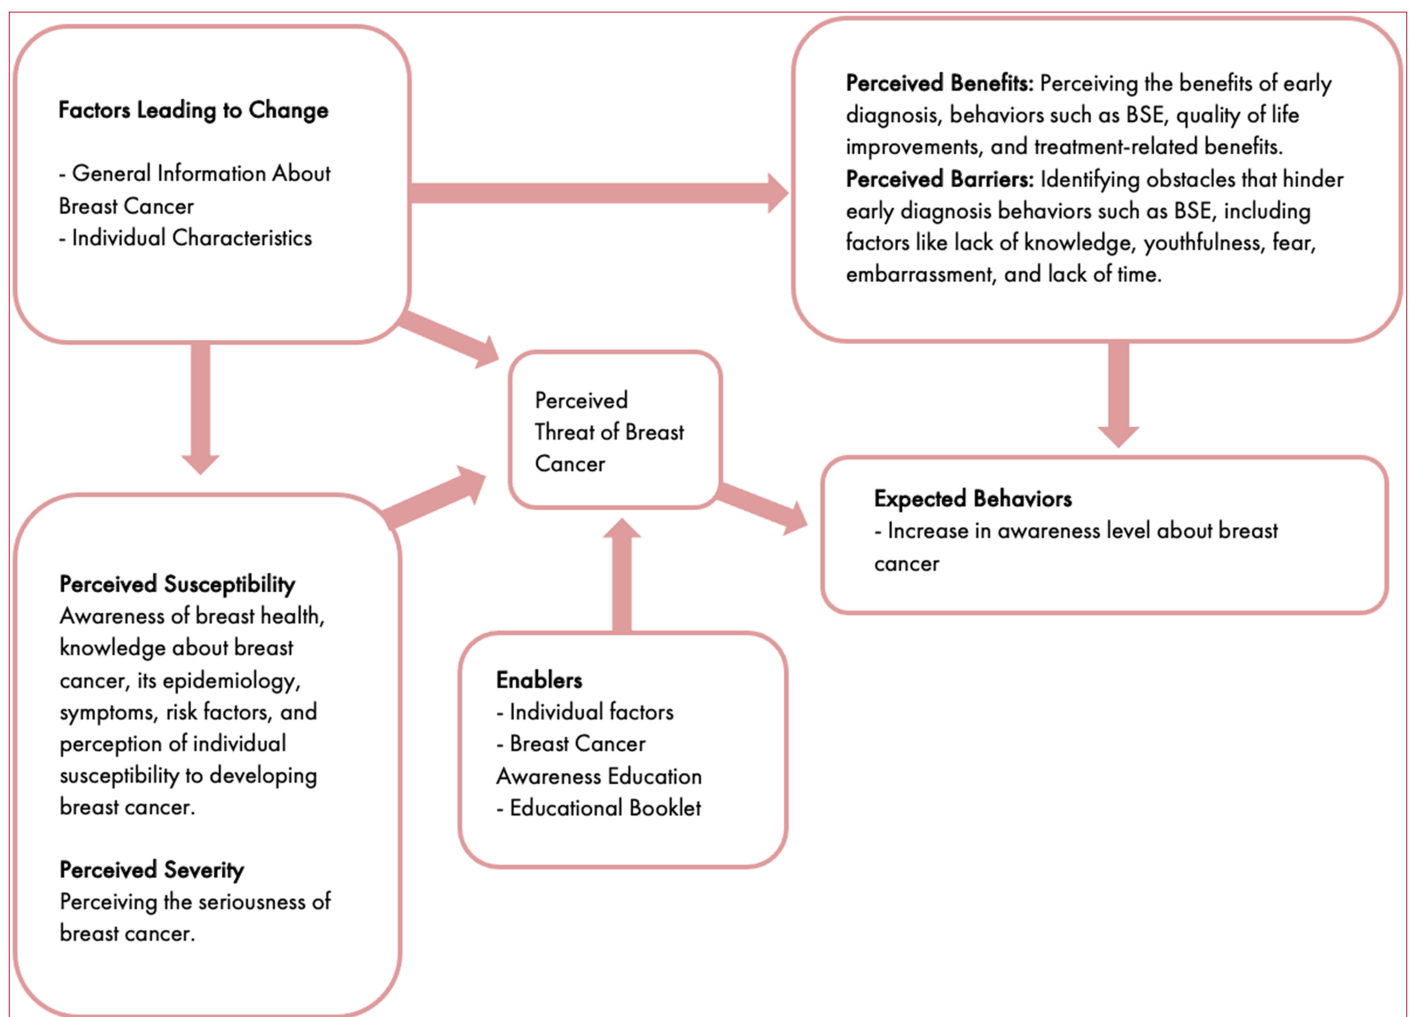 Factors Leading to Change
- General Information About
Breast Cancer
- Individual Characteristics
Perceived Benefits: Perceiving the benefits of early
diagnosis, behaviors such as BSE, quality of life
improvements, and treatment-related benefits.
Perceived Barriers: Identifying obstacles that hinder
early diagnosis behaviors such as BSE, including
factors like lack of knowledge, youthfulness, fear,
embarrassment, and lack of time.
Perceived
Threat of Breast
Cancer
Expected Behaviors
- Increase in awareness level about breast
cancer
Perceived Susceptibility
Awareness of breast health,
knowledge about breast
cancer, its epidemiology,
symptoms, risk factors, and
perception of individual
susceptibility to developing
breast cancer.
Perceived Severity
Perceiving the seriousness of
breast cancer.
Enablers
- Individual factors
- Breast Cancer
Awareness Education
- Educational Booklet